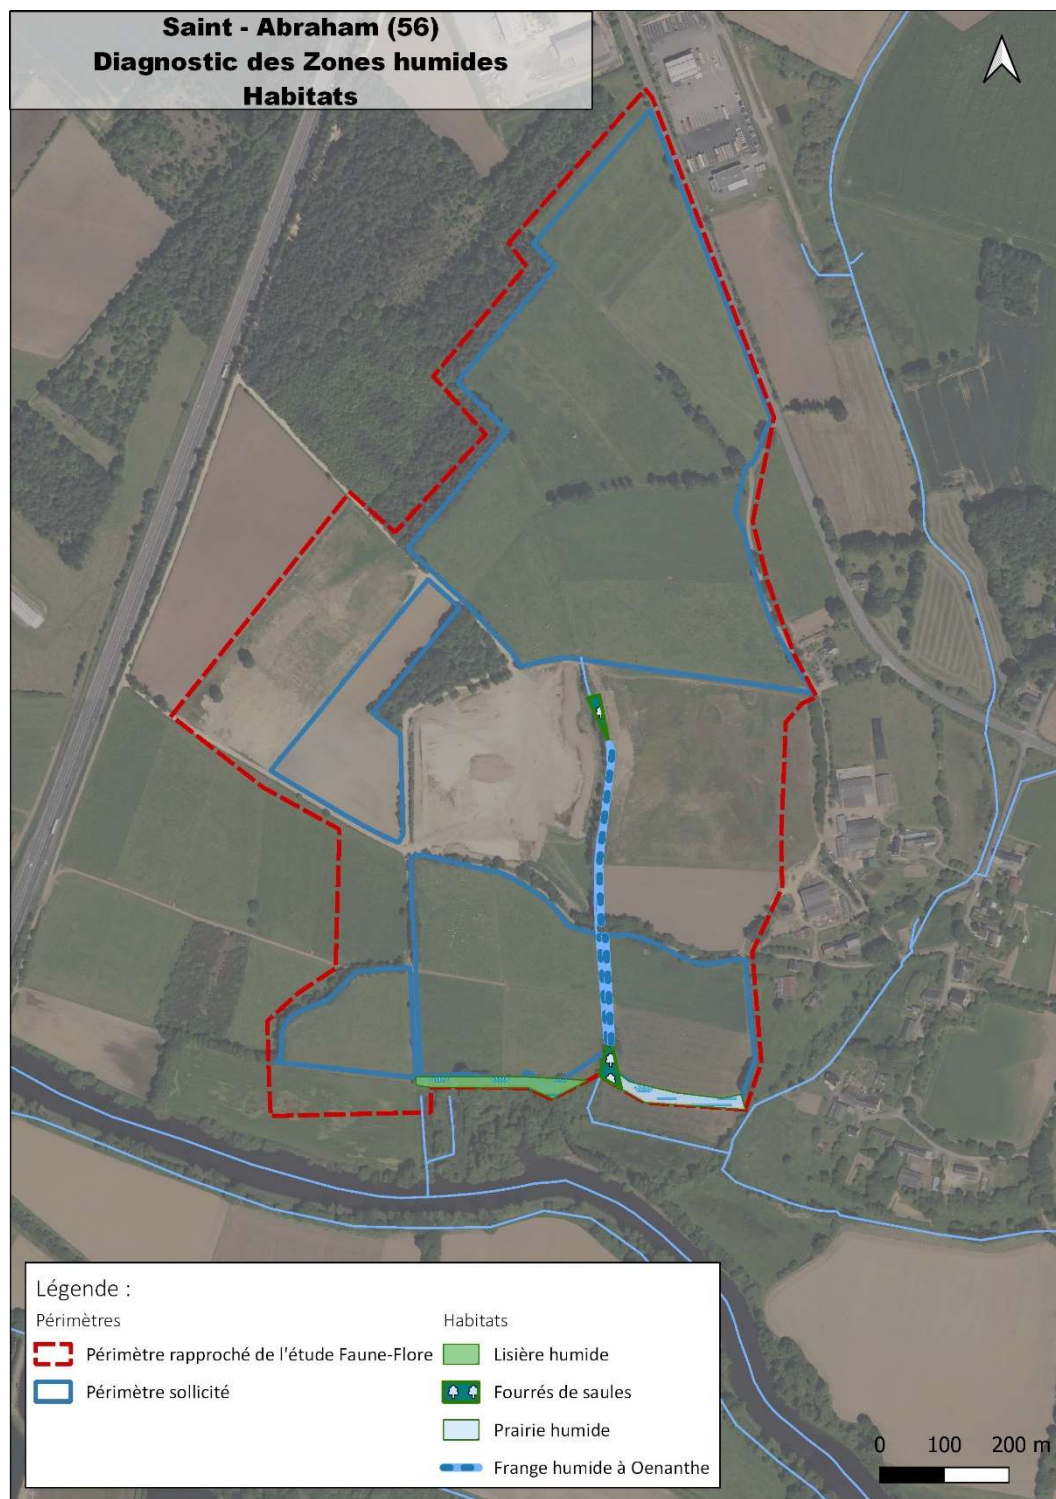 Saint - Abraham (56)
Diagnostic des Zones humides
Habitats
Légende :
Périmètres
Périmètre rapproché de l'étude Faune-Flore
Périmètre sollicité
Habitats
Lisière humide
Fourrés de saules
Prairie humide
Frange humide à Oenanthe
0 100 200 m